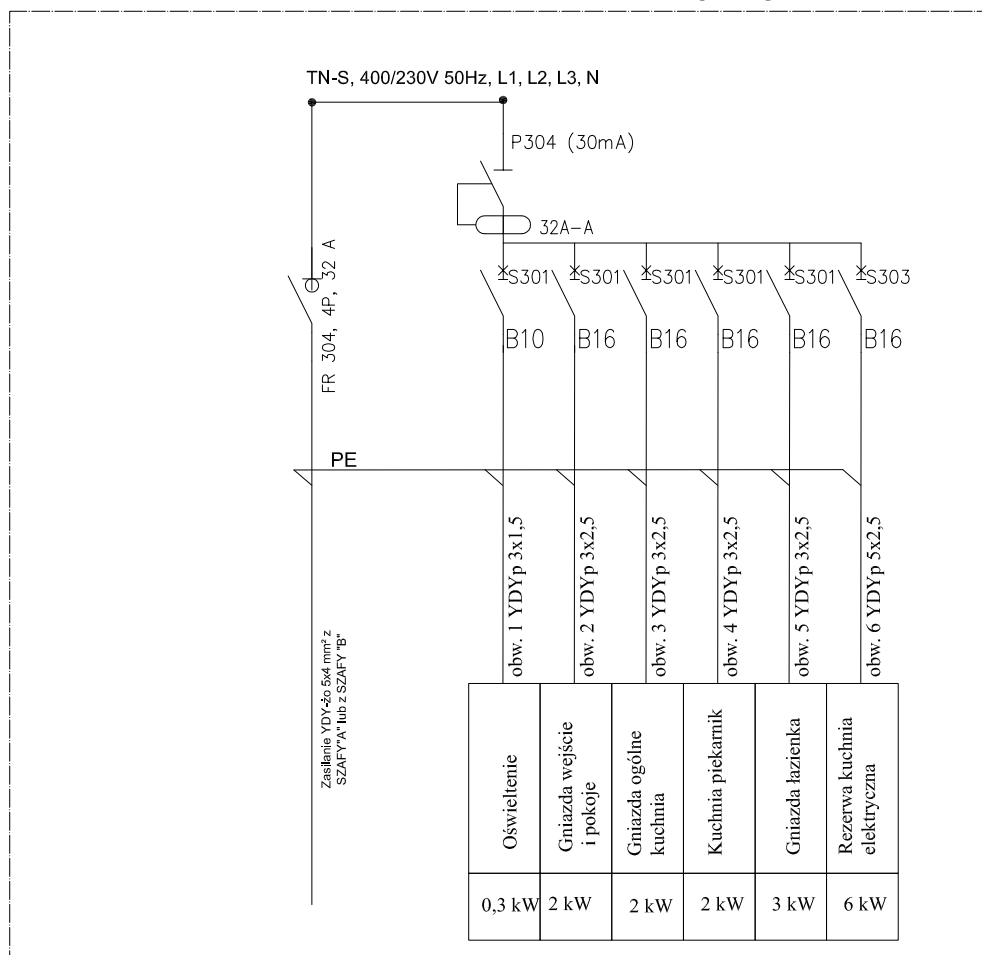 TN-S, 400/230V 50Hz, L1, L2, L3, N
P304 (30mA)
32A-A
FR 304, 4P, 32 A
S301
S301
S301
S301
S301
S303
B10
B16
B16
B16
B16
B16
PE
Zasilanie YDY-żo 5x4 mm² z
SZAFY"A" lub z SZAFY "B"
obw. 1 YDYp 3x1,5
obw. 2 YDYp 3x2,5
obw. 3 YDYp 3x2,5
obw. 4 YDYp 3x2,5
obw. 5 YDYp 3x2,5
obw. 6 YDYp 5x2,5
Oświeltenie
Gniazda wejście
i pokoje
Gniazda ogólne
kuchnia
Kuchnia piekarnik
Gniazda łazienka
Rezerwa kuchnia
elektryczna
0,3 kW
2 kW
2 kW
2 kW
3 kW
6 kW